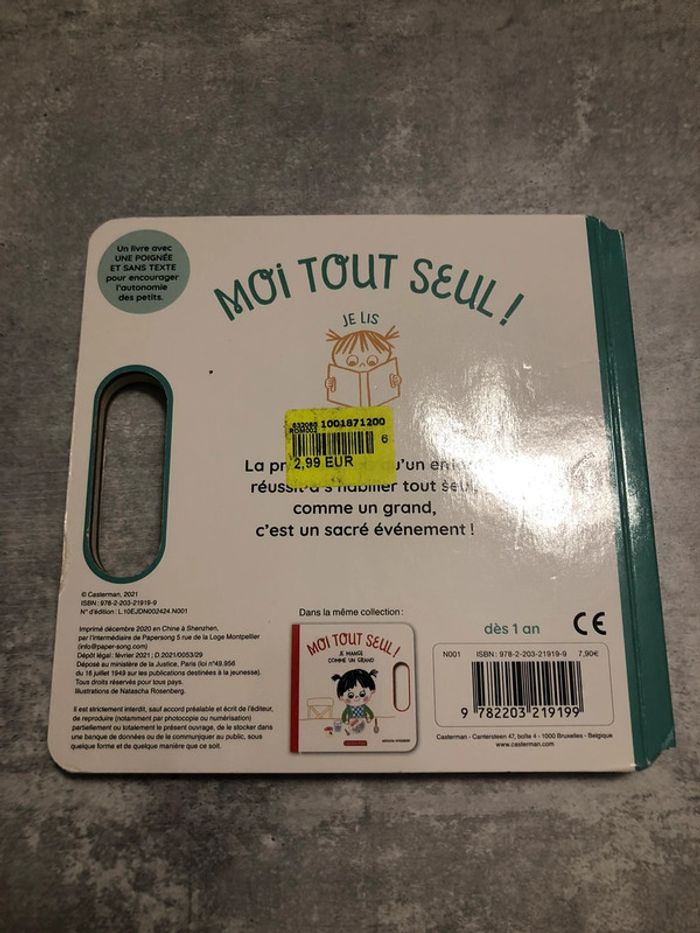 Un livre avec
UNE POIGNÉE
ET SANS TEXTE
pour encourager
l'autonomie
des petits.
MOI TOUT SEUL !
JE LIS
632085 1001871200
ROM002
6
2,99 EUR
La qu'un
réussit à s'habiller tout seul,
comme un grand,
c'est un sacré événement !
© Casterman, 2021
ISBN : 978-2-203-21919-9
N° d'édition : L.10EJDN002424.N001
Imprimé décembre 2020 en Chine à Shenzhen,
par l'intermédiaire de Papersong 5 rue de la Loge Montpellier
(info@paper-song.com)
Dépôt légal : février 2021 ; D.2021/0053/29
Déposé au ministère de la Justice, Paris (loi n°49.956
du 16 juillet 1949 sur les publications destinées à la jeunesse).
Tous droits réservés pour tous pays.
Illustrations de Natascha Rosenberg.
Il est strictement interdit, sauf accord préalable et écrit de l'éditeur,
de reproduire (notamment par photocopie ou numérisation)
partiellement ou totalement le présent ouvrage, de le stocker dans
une banque de données ou de le communiquer au public, sous
quelque forme et de quelque manière que ce soit.
Dans la même collection :
MOI TOUT SEUL !
JE MANGE
COMME UN GRAND
dès 1 an
CE
N001 ISBN : 978-2-203-21919-9 7,90€
9 782203 219199
Casterman - Cantersteen 47, boîte 4 - 1000 Bruxelles - Belgique
www.casterman.com